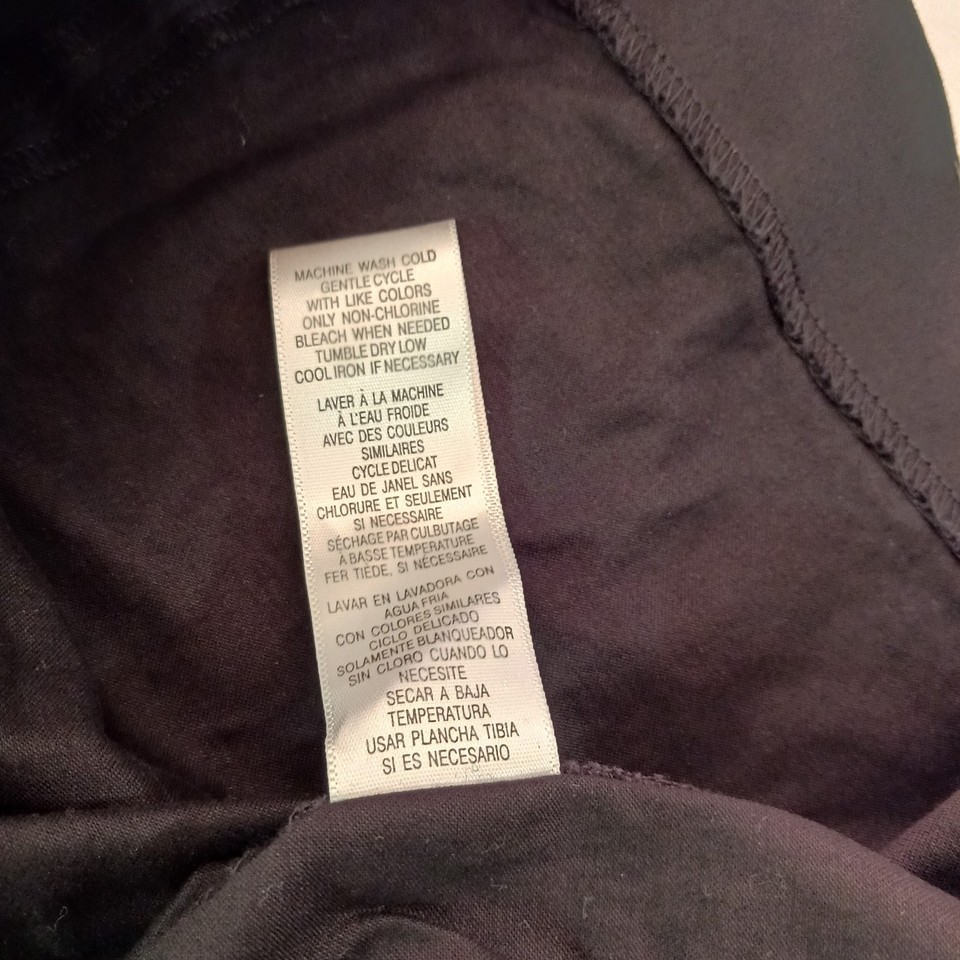 MACHINE WASH COLD
GENTLE CYCLE
WITH LIKE COLORS
ONLY NON-CHLORINE
BLEACH WHEN NEEDED
TUMBLE DRY LOW
COOL IRON IF NECESSARY
LAVER À LA MACHINE
À L'EAU FROIDE
AVEC DES COULEURS
SIMILAIRES
CYCLE DELICAT
EAU DE JANEL SANS
CHLORURE ET SEULEMENT
SI NECESSAIRE
SÉCHAGE PAR CULBUTAGE
À BASSE TEMPERATURE
FER TIÈDE, SI NÉCESSAIRE
LAVAR EN LAVADORA CON
AGUA FRIA
CON COLORES SIMILARES
CICLO DELICADO
SOLAMENTE BLANQUEADOR
SIN CLORO CUANDO LO
NECESITE
SECAR A BAJA
TEMPERATURA
USAR PLANCHA TIBIA
SI ES NECESARIO